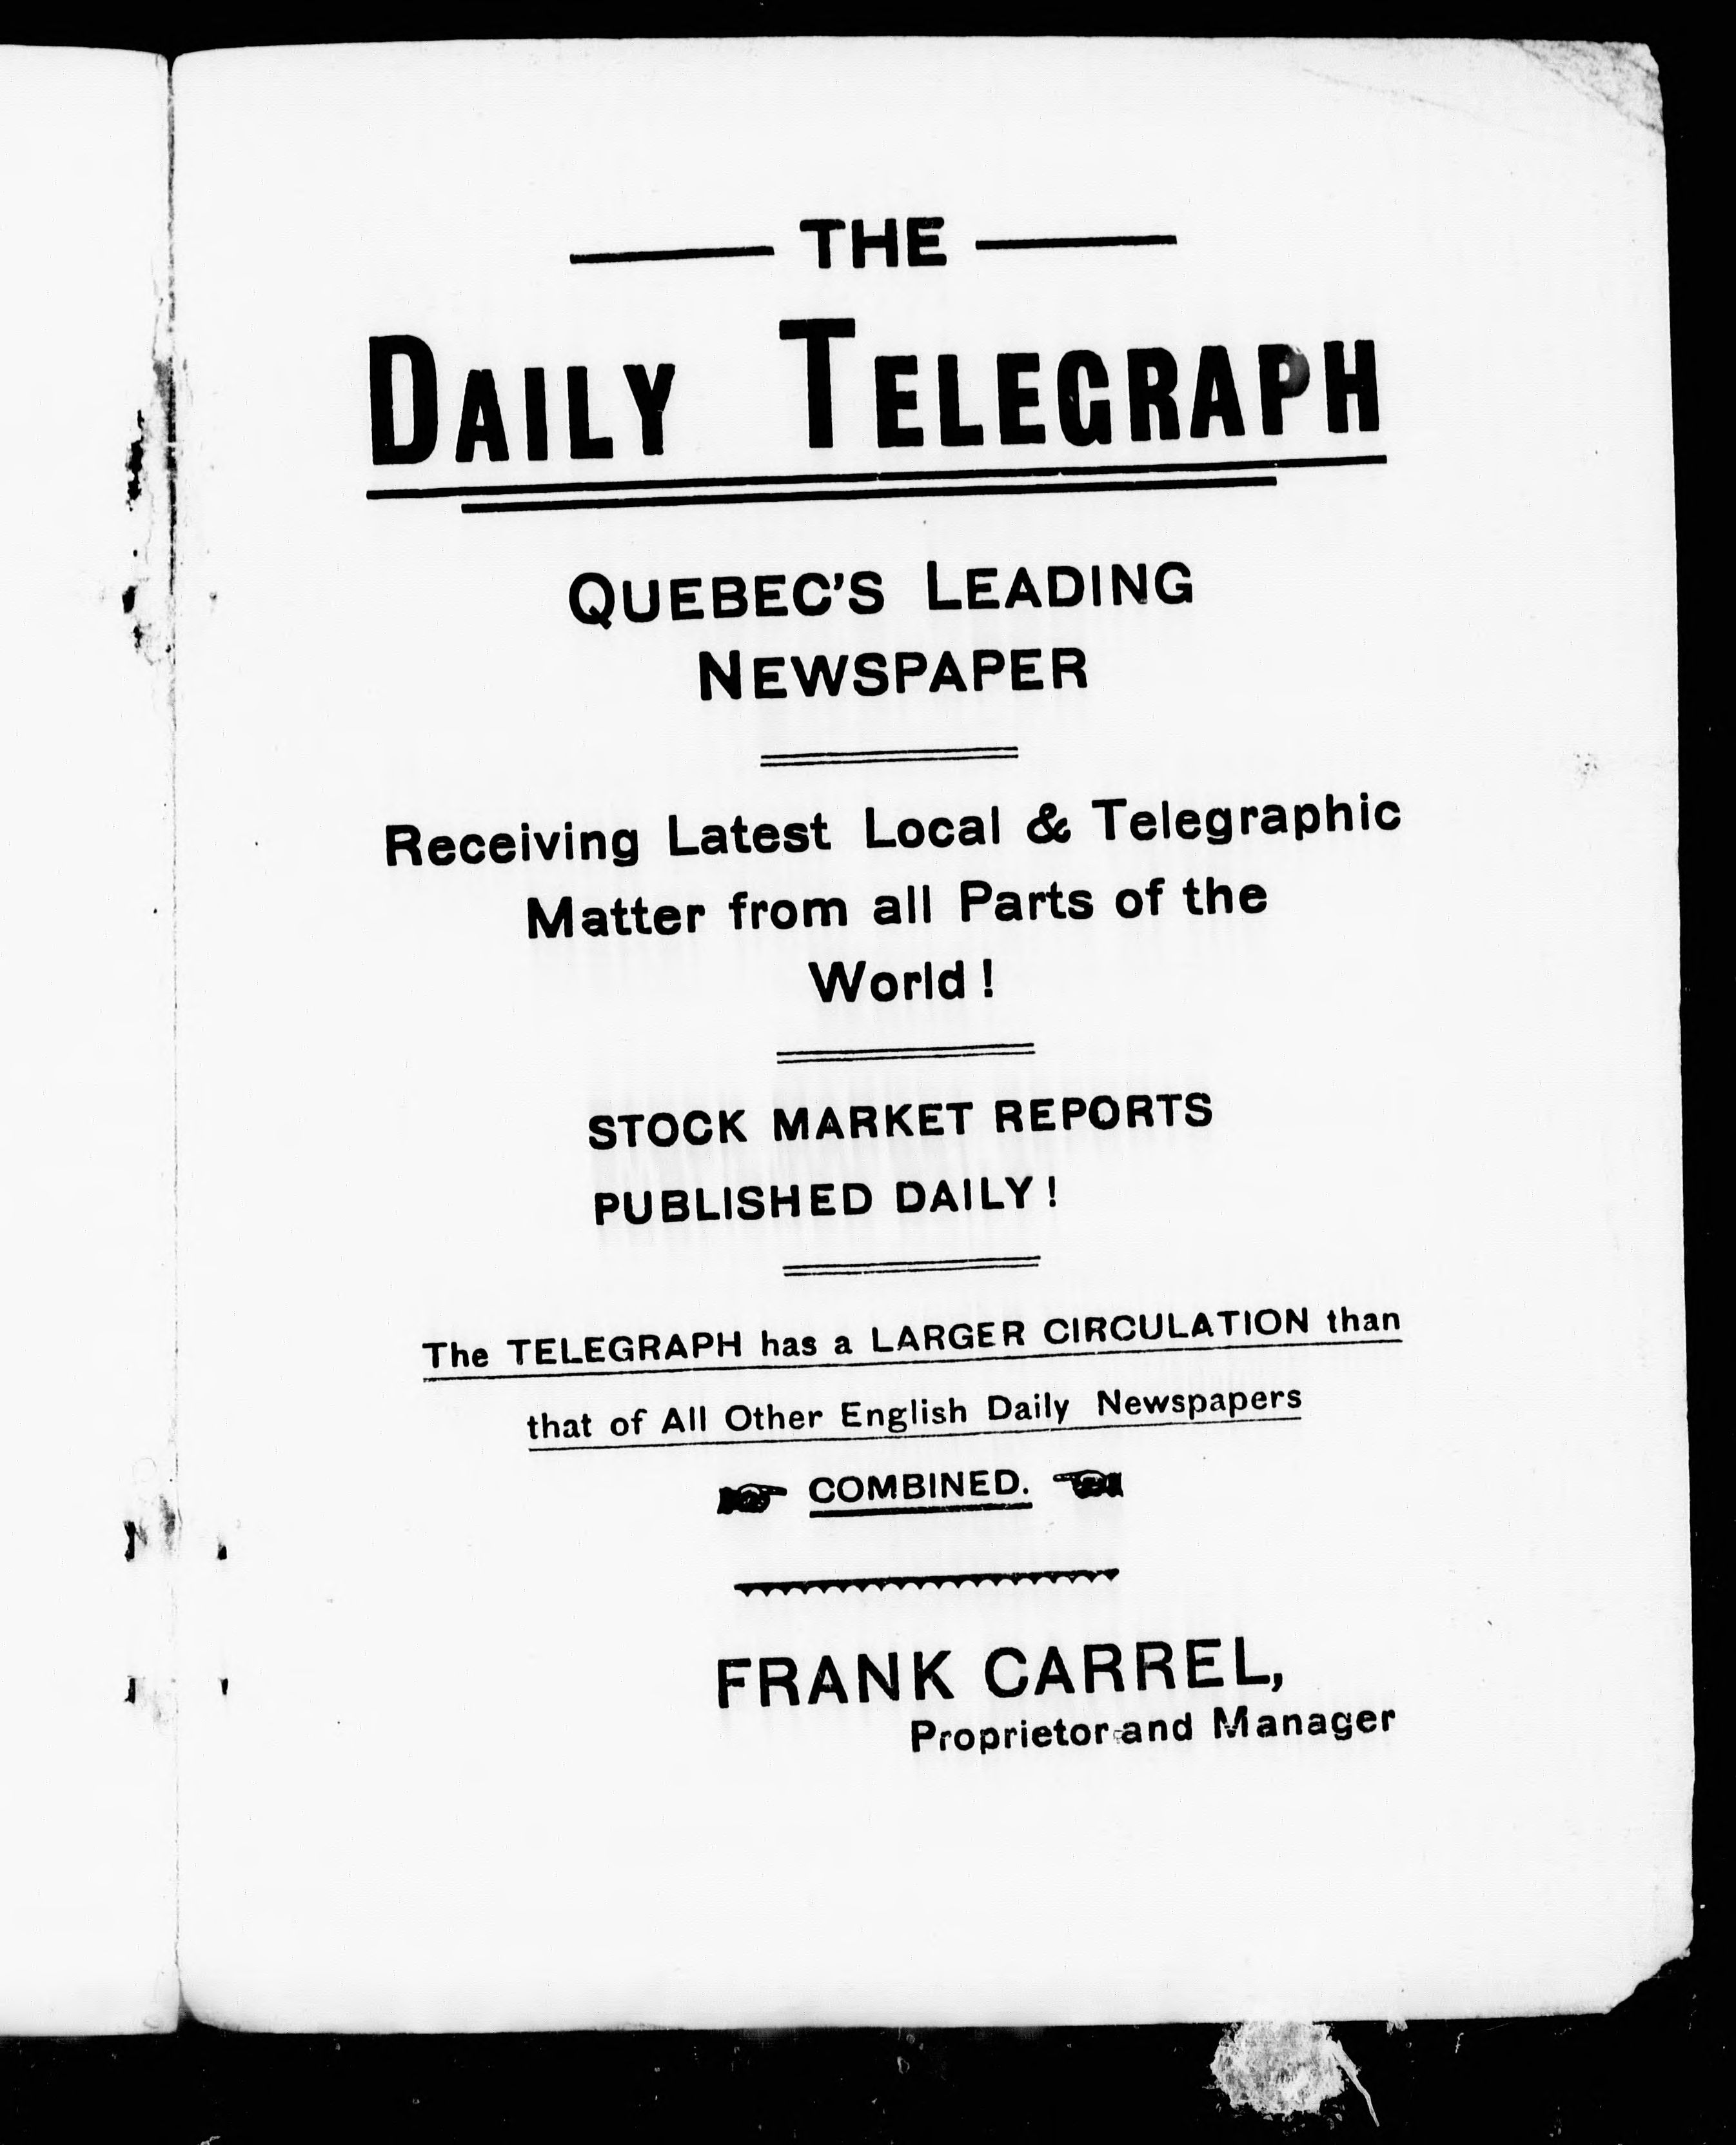 THE
DAILY TELEGRAPH
QUEBEC'S LEADING
NEWSPAPER
Receiving Latest Local & Telegraphic
Matter from all Parts of the
World !
STOCK MARKET REPORTS
PUBLISHED DAILY !
The TELEGRAPH has a LARGER CIRCULATION than
that of All Other English Daily Newspapers
COMBINED.
FRANK CARREL,
Proprietor and Manager